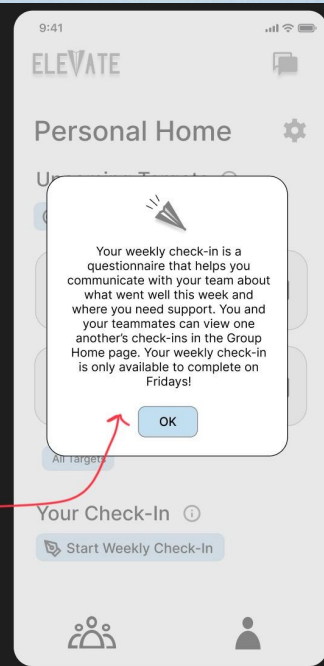 9:41
ELEVATE
Personal Home
Your weekly check-in is a
questionnaire that helps you
communicate with your team about
what went well this week and
where you need support. You and
your teammates can view one
another's check-ins in the Group
Home page. Your weekly check-in
is only available to complete on
Fridays!
OK
All Targets
Your Check-In
Start Weekly Check-In